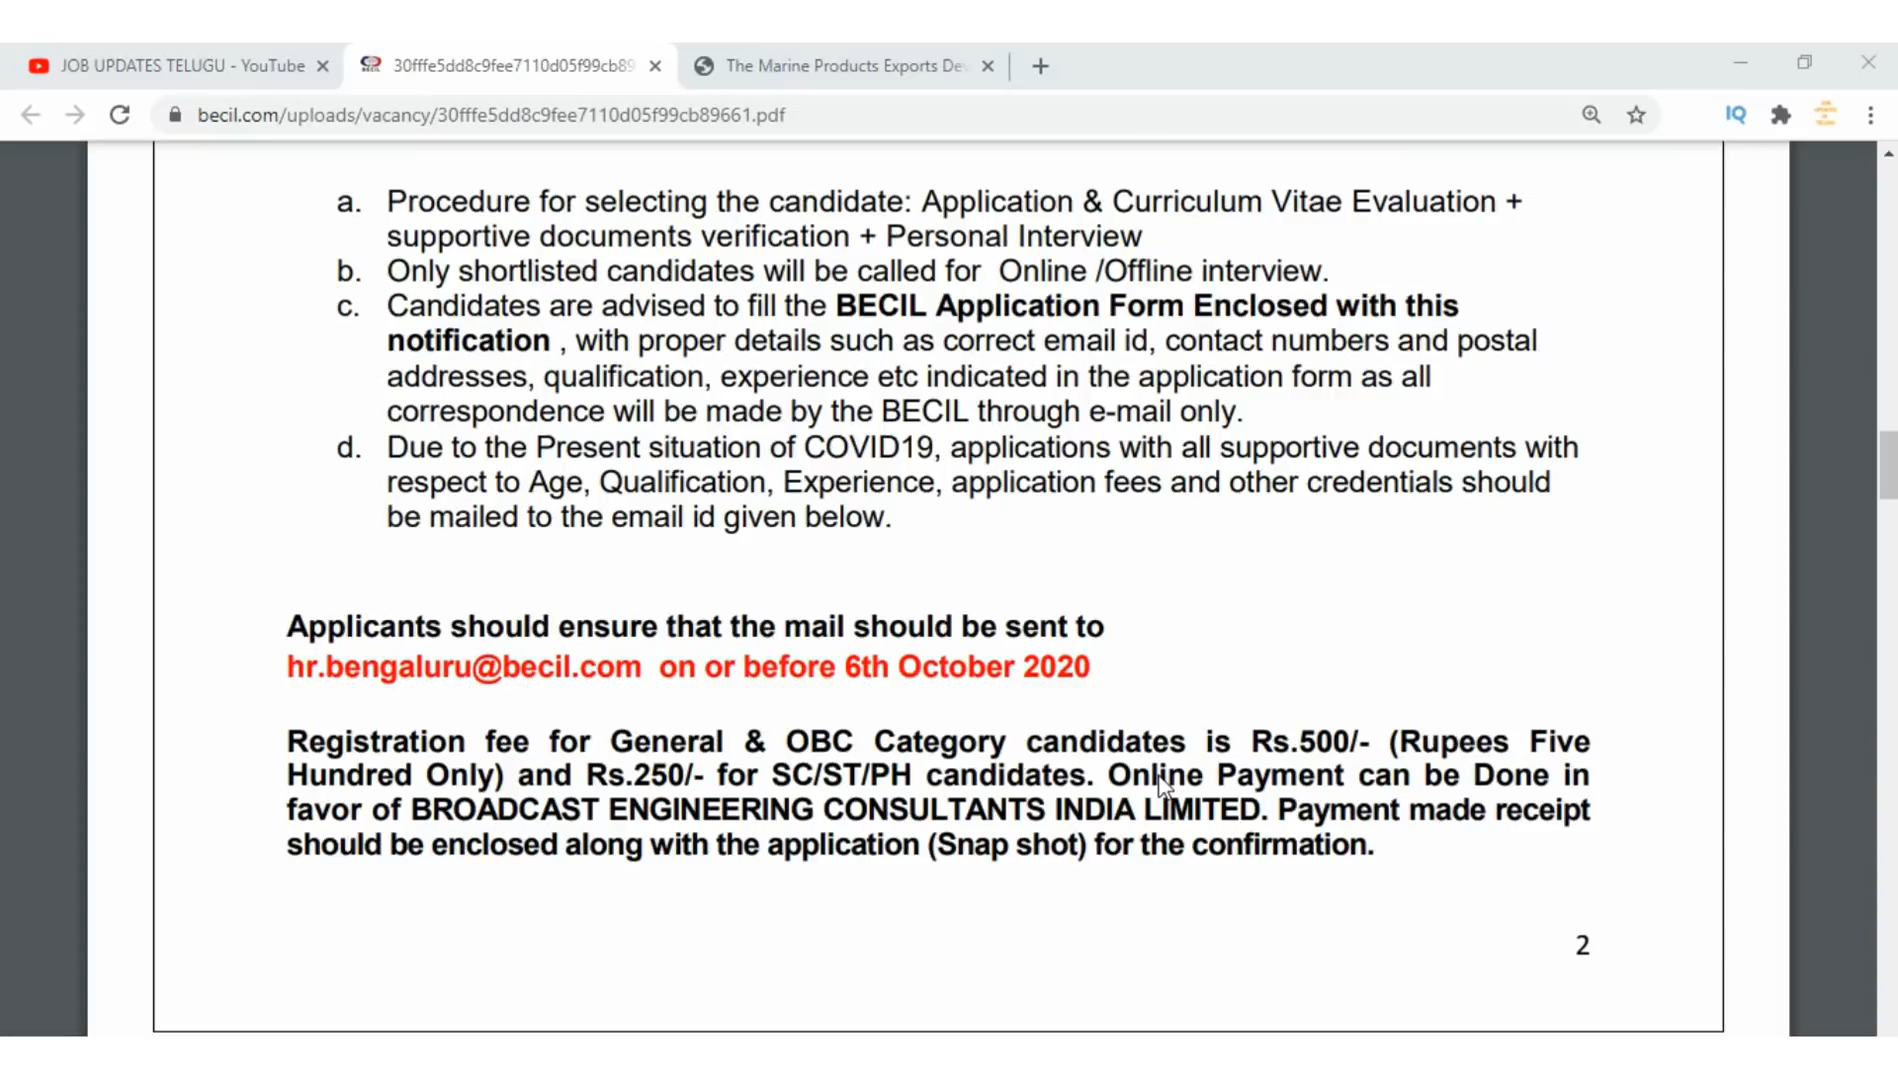 JOB UPDATES TELUGU - YouTube
30fffe5dd8c9fee7110d05f99cb89
The Marine Products Exports Dev
becil.com/uploads/vacancy/30fffe5dd8c9fee7110d05f99cb89661.pdf
IQ
a. Procedure for selecting the candidate: Application & Curriculum Vitae Evaluation +
supportive documents verification + Personal Interview
b. Only shortlisted candidates will be called for Online /Offline interview.
c. Candidates are advised to fill the BECIL Application Form Enclosed with this
notification , with proper details such as correct email id, contact numbers and postal
addresses, qualification, experience etc indicated in the application form as all
correspondence will be made by the BECIL through e-mail only.
d. Due to the Present situation of COVID19, applications with all supportive documents with
respect to Age, Qualification, Experience, application fees and other credentials should
be mailed to the email id given below.
Applicants should ensure that the mail should be sent to
hr.bengaluru@becil.com on or before 6th October 2020
Registration fee for General & OBC Category candidates is Rs.500/- (Rupees Five
Hundred Only) and Rs.250/- for SC/ST/PH candidates. Online Payment can be Done in
favor of BROADCAST ENGINEERING CONSULTANTS INDIA LIMITED. Payment made receipt
should be enclosed along with the application (Snap shot) for the confirmation.
2